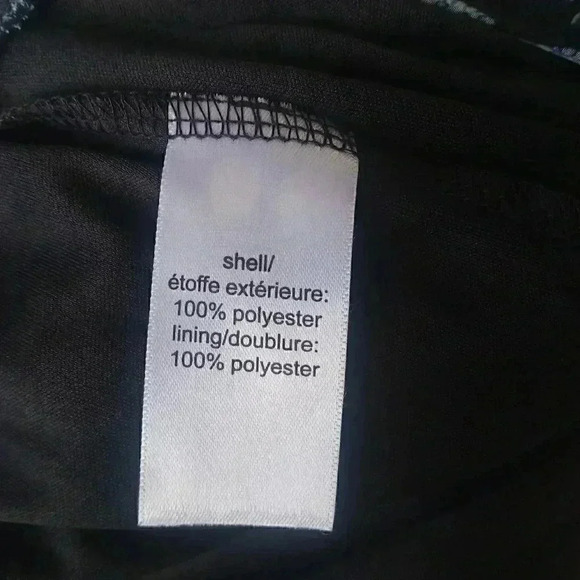 shell/
étoffe extérieure:
100% polyester
lining/doublure:
100% polyester